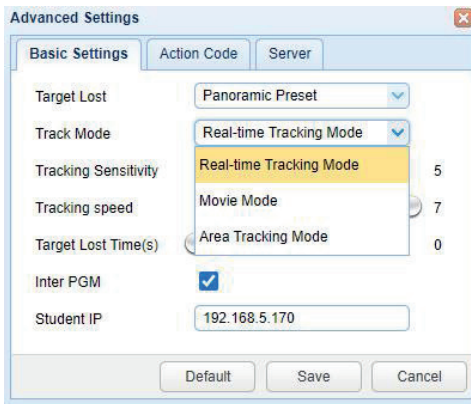 Advanced Settings
Basic Settings Action Code Server
Target Lost Panoramic Preset
Track Mode Real-time Tracking Mode
Real-time Tracking Mode
Tracking Sensitivity 5
Movie Mode
Tracking speed 7
Area Tracking Mode
Target Lost Time(s) 0
Inter PGM
Student IP 192.168.5.170
Default Save Cancel